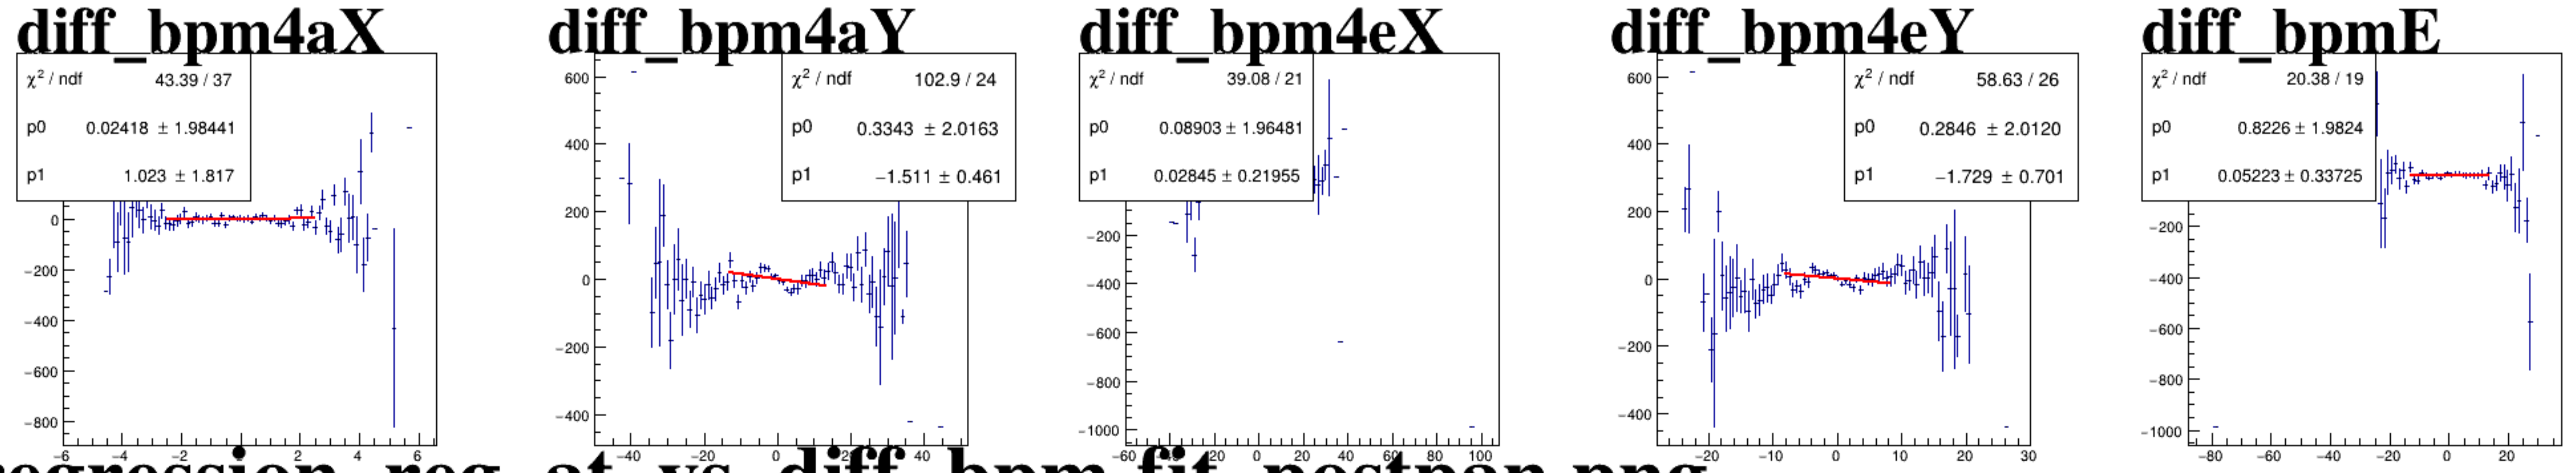 diff_bpm4aX diff_bpm4aY diff_bpm4eX diff_bpm4eY diff_bpmE
χ² / ndf 43.39 / 37
p0 0.02418 ± 1.98441
p1 1.023 ± 1.817
0
−200
−400
−600
−800
−6 −4 −2 2 4 6
χ² / ndf 102.9 / 24
p0 0.3343 ± 2.0163
p1 −1.511 ± 0.461
600
400
200
0
−200
−400
−40 −20 0 20 40
χ² / ndf 39.08 / 21
p0 0.08903 ± 1.96481
p1 0.02845 ± 0.21955
−200
−400
−600
−800
−1000
−60 −20 0 20 40 60 80 100
χ² / ndf 58.63 / 26
p0 0.2846 ± 2.0120
p1 −1.729 ± 0.701
600
400
200
0
−200
−400
−20 −10 0 10 20 30
χ² / ndf 20.38 / 19
p0 0.8226 ± 1.9824
p1 0.05223 ± 0.33725
−200
−400
−600
−800
−1000
−80 −60 −40 −20 0 20
egression_reg_at_vs_diff_bpm_fit_postpan.png